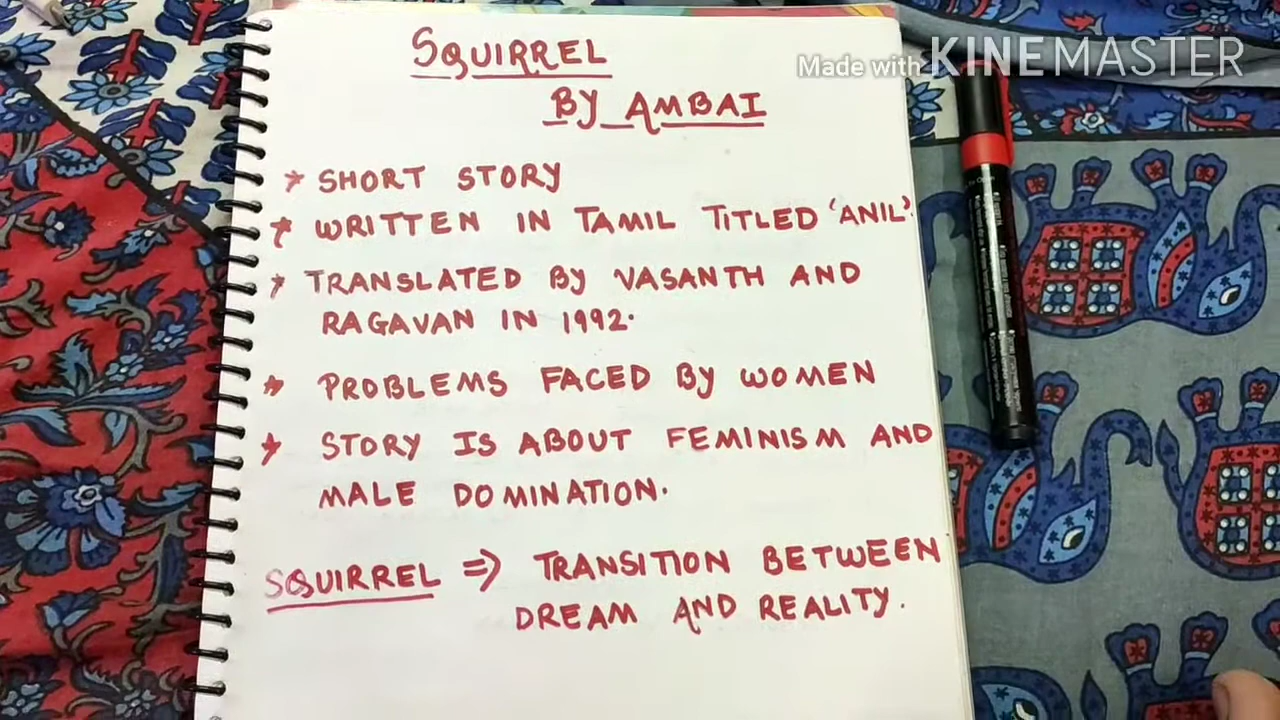 SQUIRREL
BY AMBAI
Made with KINEMASTER
* SHORT STORY
* WRITTEN IN TAMIL TITLED 'ANIL'.
* TRANSLATED BY VASANTH AND
RAGAVAN IN 1992.
* PROBLEMS FACED BY WOMEN
* STORY IS ABOUT FEMINISM AND
MALE DOMINATION.
SQUIRREL => TRANSITION BETWEEN
DREAM AND REALITY.